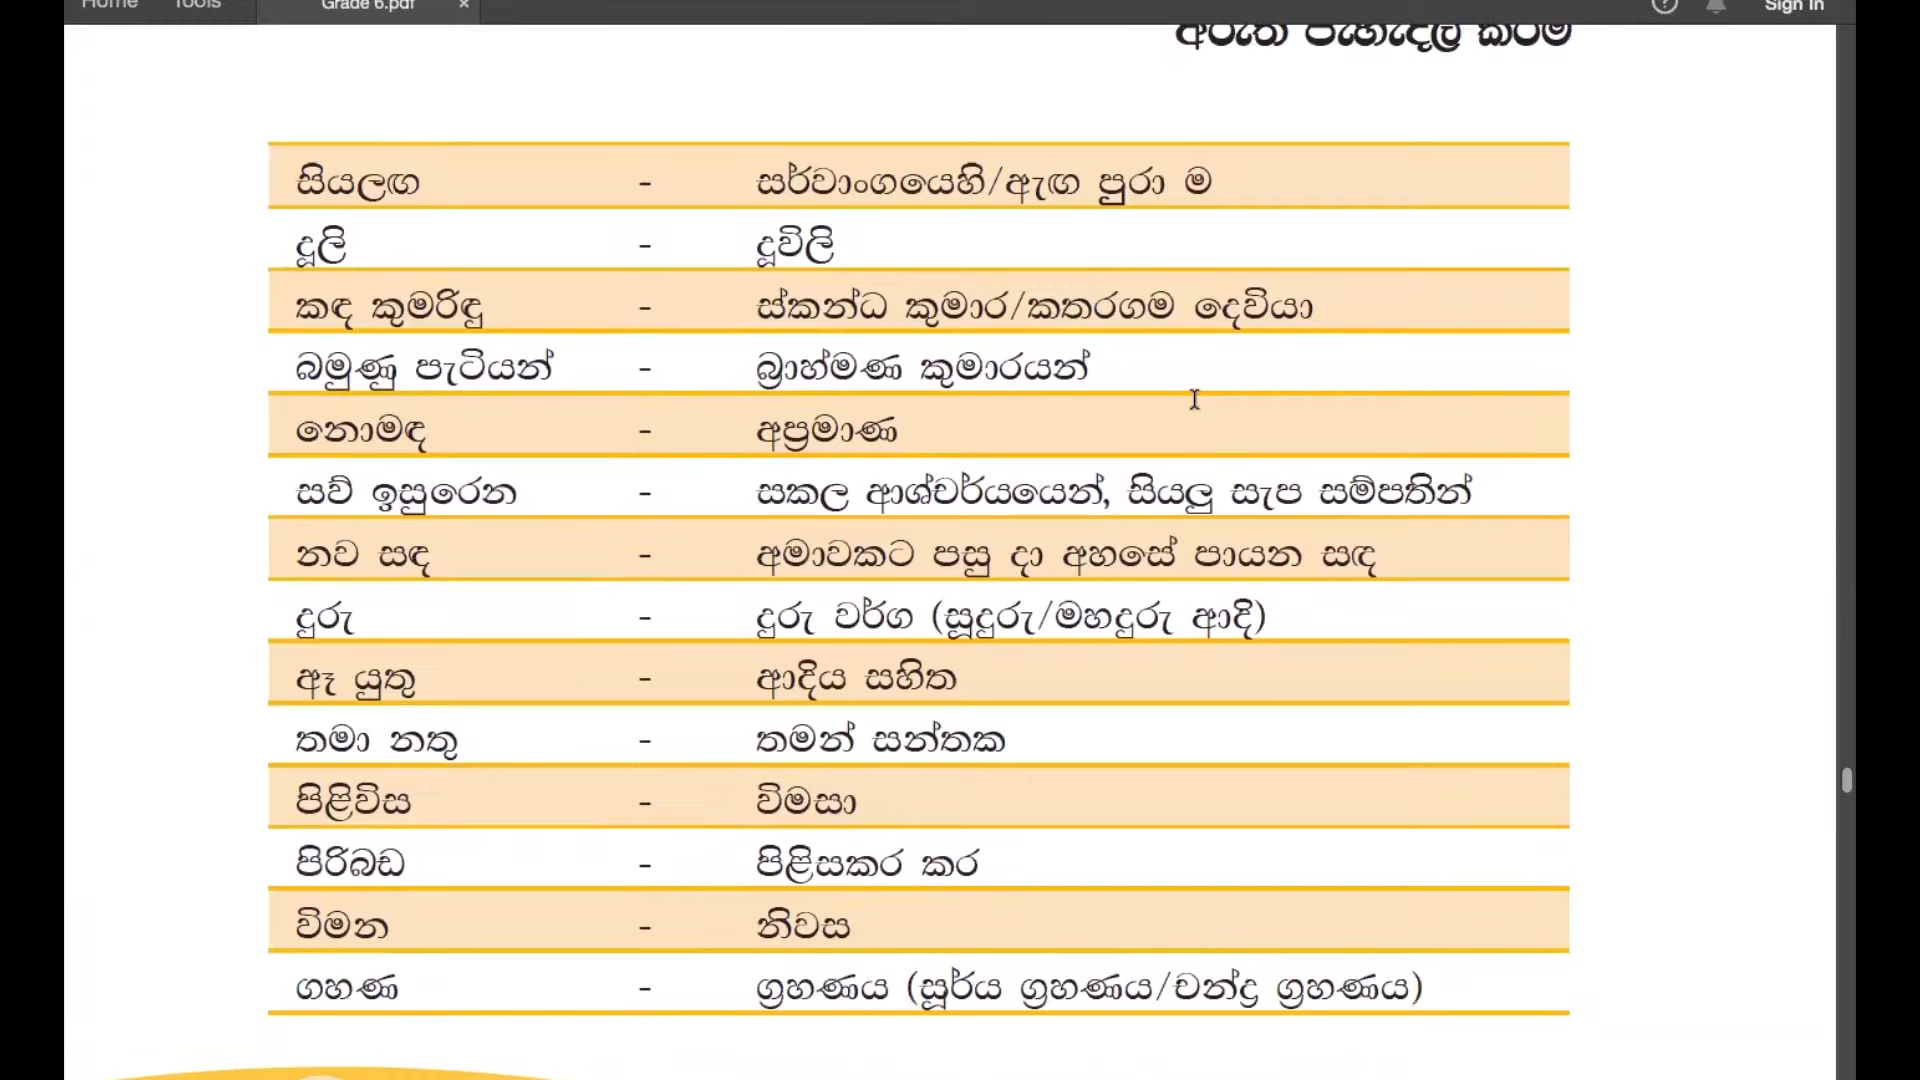 Home Tools Grade 6.pdf × ? Sign In
අරුත් පැහැදිලි කිරීම
සියලඟ - සර්වාංගයෙහි/ඇඟ පුරා ම
දූලි - දූවිලි
කඳ කුමරිඳු - ස්කන්ධ කුමාර/කතරගම දෙවියා
බමුණු පැටියන් - බ්‍රාහ්මණ කුමාරයන්
නොමඳ - අප්‍රමාණ
සව් ඉසුරෙන - සකල ආශ්චර්යයෙන්, සියලු සැප සම්පතින්
නව සඳ - අමාවකට පසු දා අහසේ පායන සඳ
දුරු - දුරු වර්ග (සූදුරු/මහදුරු ආදි)
ඈ යුතු - ආදිය සහිත
තමා නතු - තමන් සන්තක
පිළිවිස - විමසා
පිරිබඩ - පිළිසකර කර
විමන - නිවස
ගහණ - ග්‍රහණය (සූර්ය ග්‍රහණය/චන්ද්‍ර ග්‍රහණය)